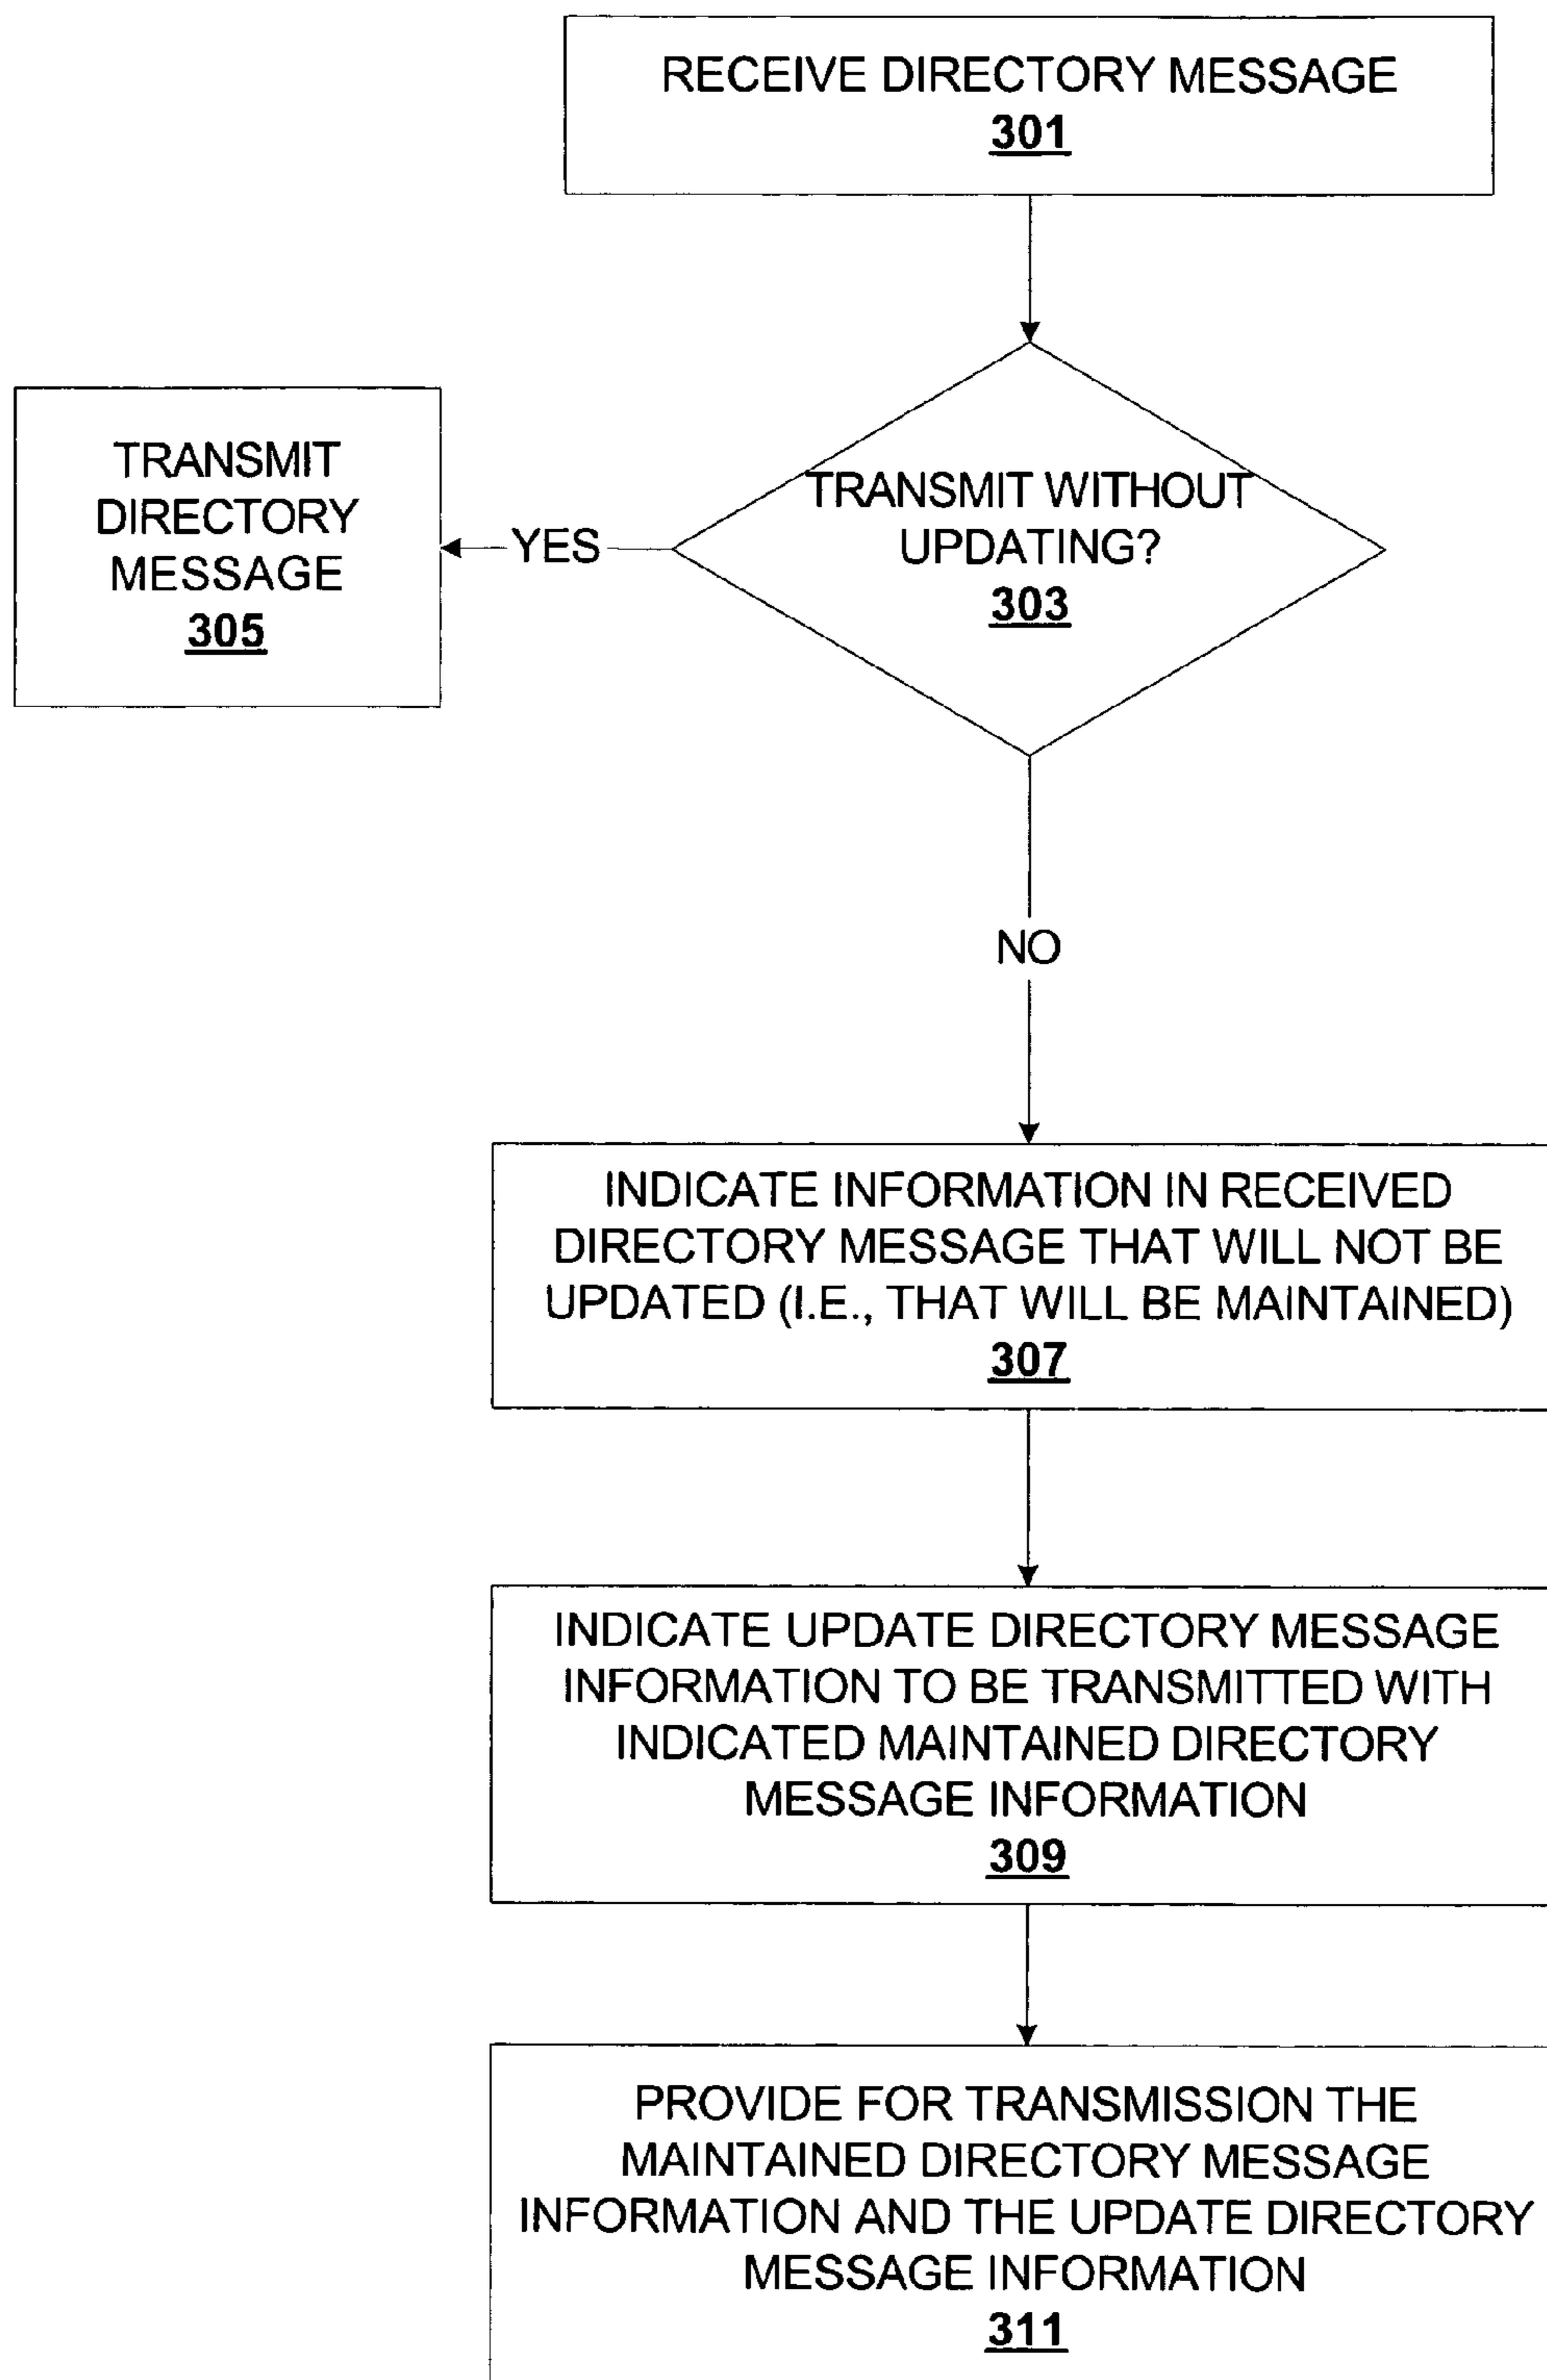 RECEIVE DIRECTORY MESSAGE
301
TRANSMIT WITHOUT
UPDATING?
303
YES
TRANSMIT
DIRECTORY
MESSAGE
305
NO
INDICATE INFORMATION IN RECEIVED
DIRECTORY MESSAGE THAT WILL NOT BE
UPDATED (I.E., THAT WILL BE MAINTAINED)
307
INDICATE UPDATE DIRECTORY MESSAGE
INFORMATION TO BE TRANSMITTED WITH
INDICATED MAINTAINED DIRECTORY
MESSAGE INFORMATION
309
PROVIDE FOR TRANSMISSION THE
MAINTAINED DIRECTORY MESSAGE
INFORMATION AND THE UPDATE DIRECTORY
MESSAGE INFORMATION
311